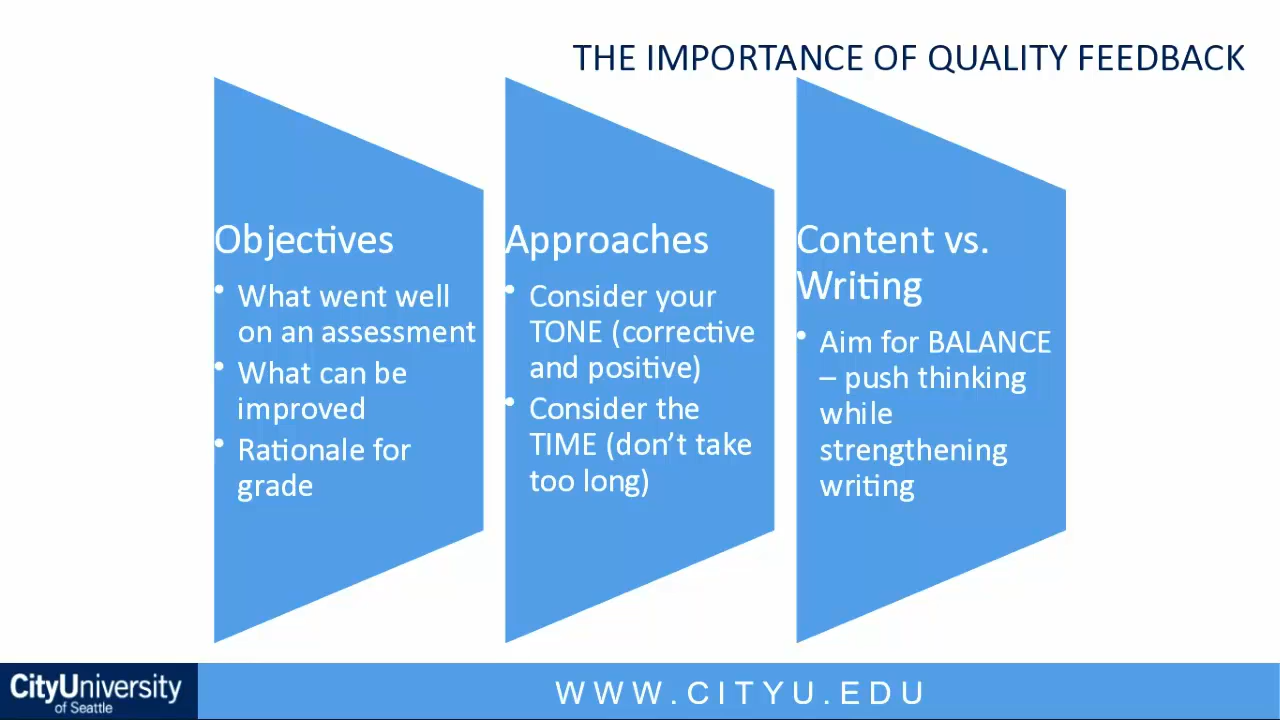 THE IMPORTANCE OF QUALITY FEEDBACK
Objectives
• What went well
on an assessment
• What can be
improved
• Rationale for
grade
Approaches
• Consider your
TONE (corrective
and positive)
• Consider the
TIME (don’t take
too long)
Content vs.
Writing
• Aim for BALANCE
– push thinking
while
strengthening
writing
CityUniversity
of Seattle
WWW.CITYU.EDU